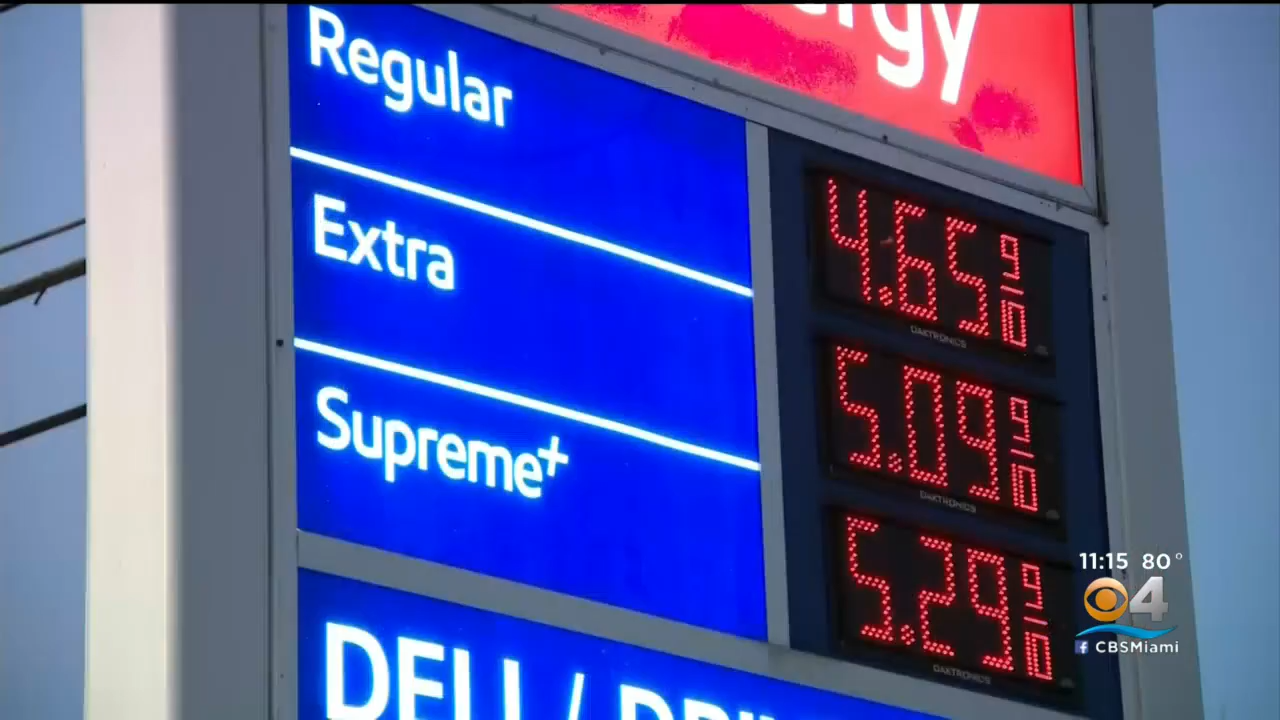 ergy
Regular
4.65 9/10
DAKTRONICS
Extra
5.09 9/10
DAKTRONICS
Supreme+
5.29 9/10
DAKTRONICS
DELI /
11:15 80°
4
f CBSMiami